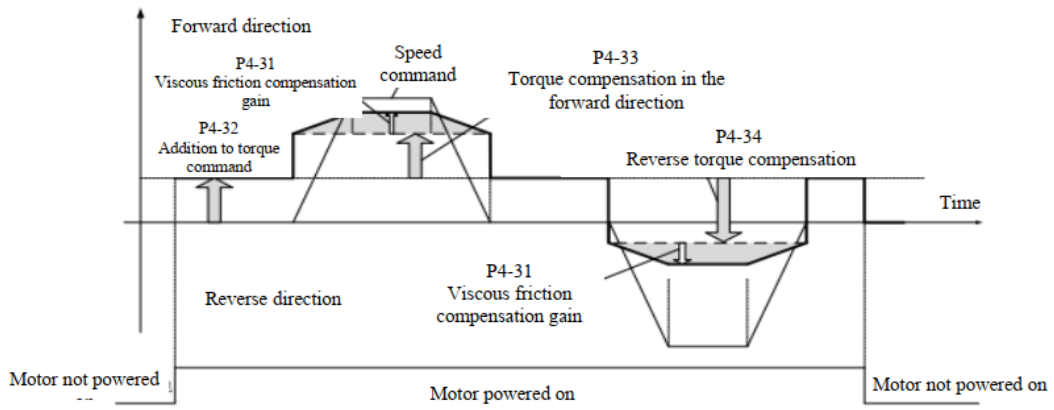 Forward direction
P4-31
Viscous friction compensation
gain
Speed
command
P4-33
Torque compensation in the
forward direction
P4-32
Addition to torque
command
P4-34
Reverse torque compensation
Time
P4-31
Viscous friction
compensation gain
Reverse direction
Motor not powered
Motor powered on
Motor not powered on